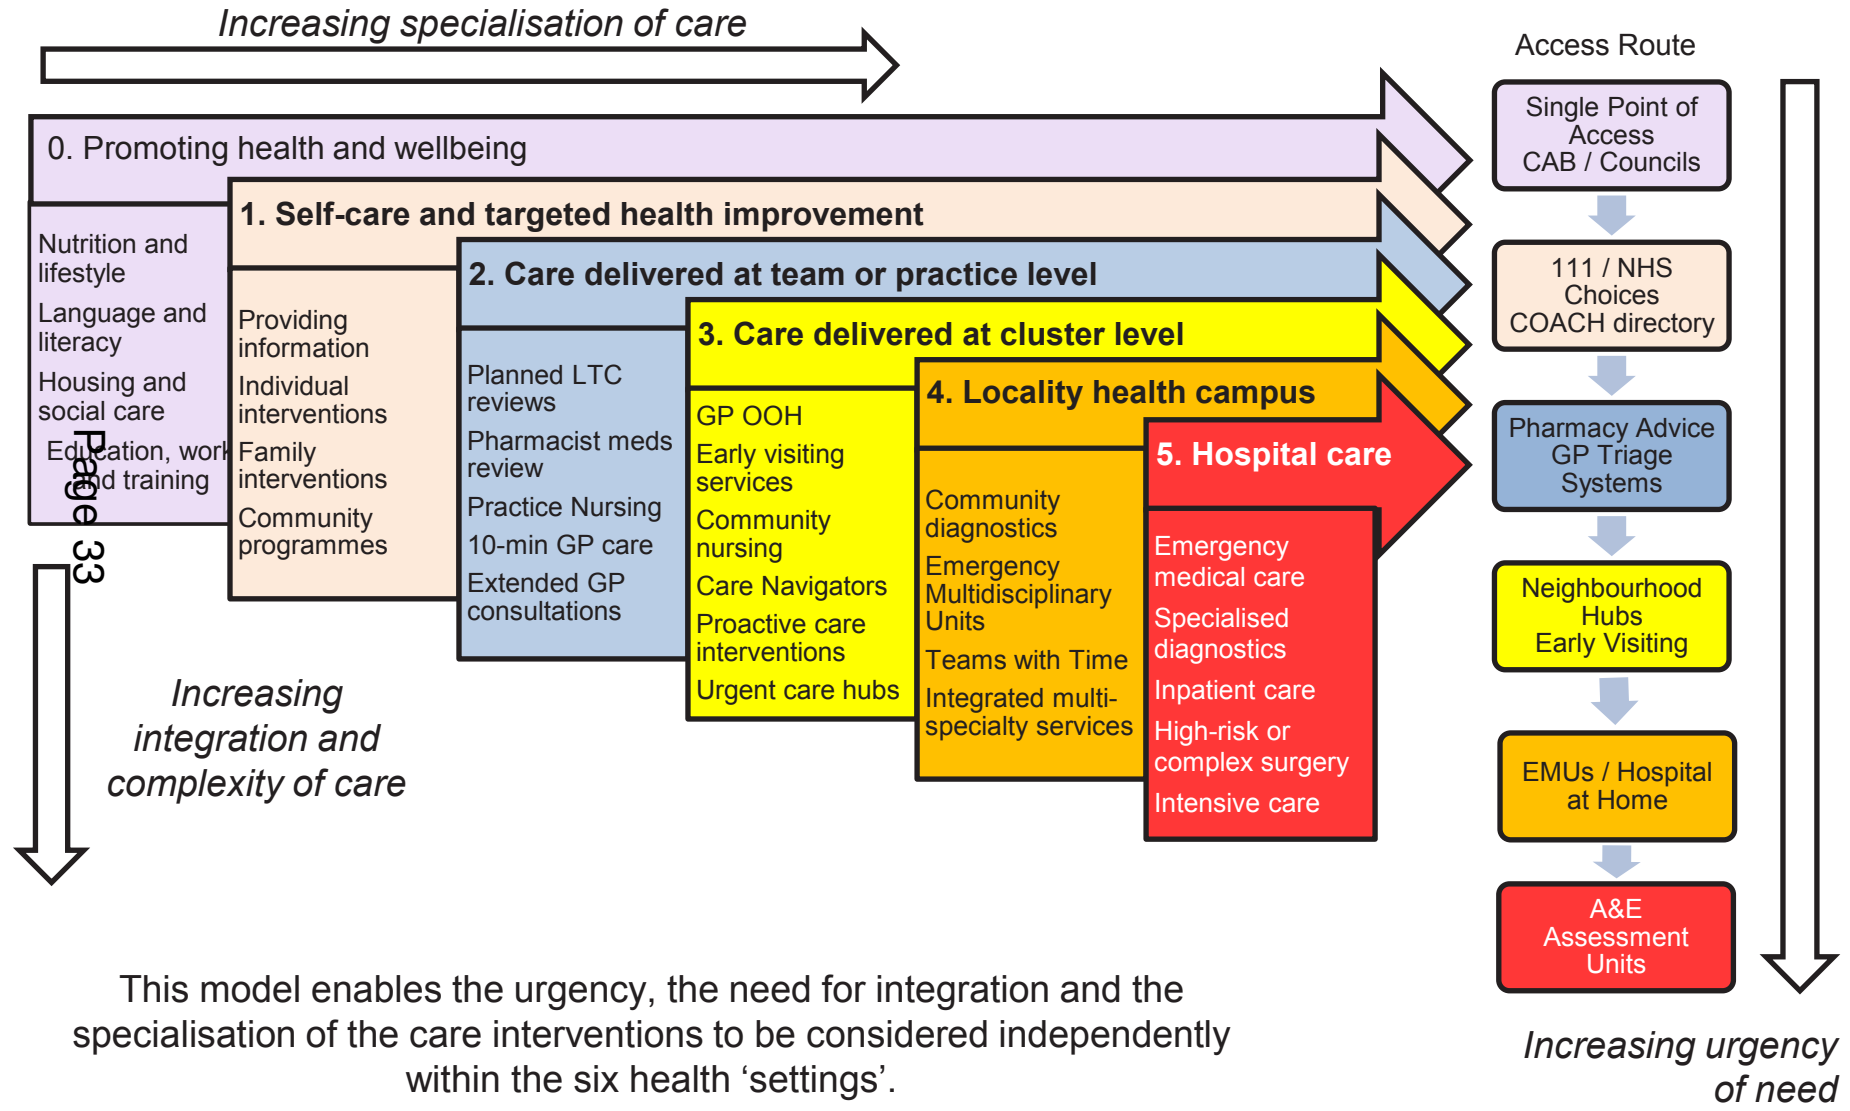 Increasing specialisation of care
0. Promoting health and wellbeing
Nutrition and
lifestyle
Language and
literacy
Housing and
social care
Education, work
and training
Page 33
1. Self-care and targeted health improvement
Providing
information
Individual
interventions
Family
interventions
Community
programmes
2. Care delivered at team or practice level
Planned LTC
reviews
Pharmacist meds
review
Practice Nursing
10-min GP care
Extended GP
consultations
3. Care delivered at cluster level
GP OOH
Early visiting
services
Community
nursing
Care Navigators
Proactive care
interventions
Urgent care hubs
4. Locality health campus
Community
diagnostics
Emergency
Multidisciplinary
Units
Teams with Time
Integrated multi-
specialty services
5. Hospital care
Emergency
medical care
Specialised
diagnostics
Inpatient care
High-risk or
complex surgery
Intensive care
Increasing
integration and
complexity of care
Access Route
Single Point of
Access
CAB / Councils
111 / NHS
Choices
COACH directory
Pharmacy Advice
GP Triage
Systems
Neighbourhood
Hubs
Early Visiting
EMUs / Hospital
at Home
A&E
Assessment
Units
Increasing urgency
of need
This model enables the urgency, the need for integration and the
specialisation of the care interventions to be considered independently
within the six health ‘settings’.